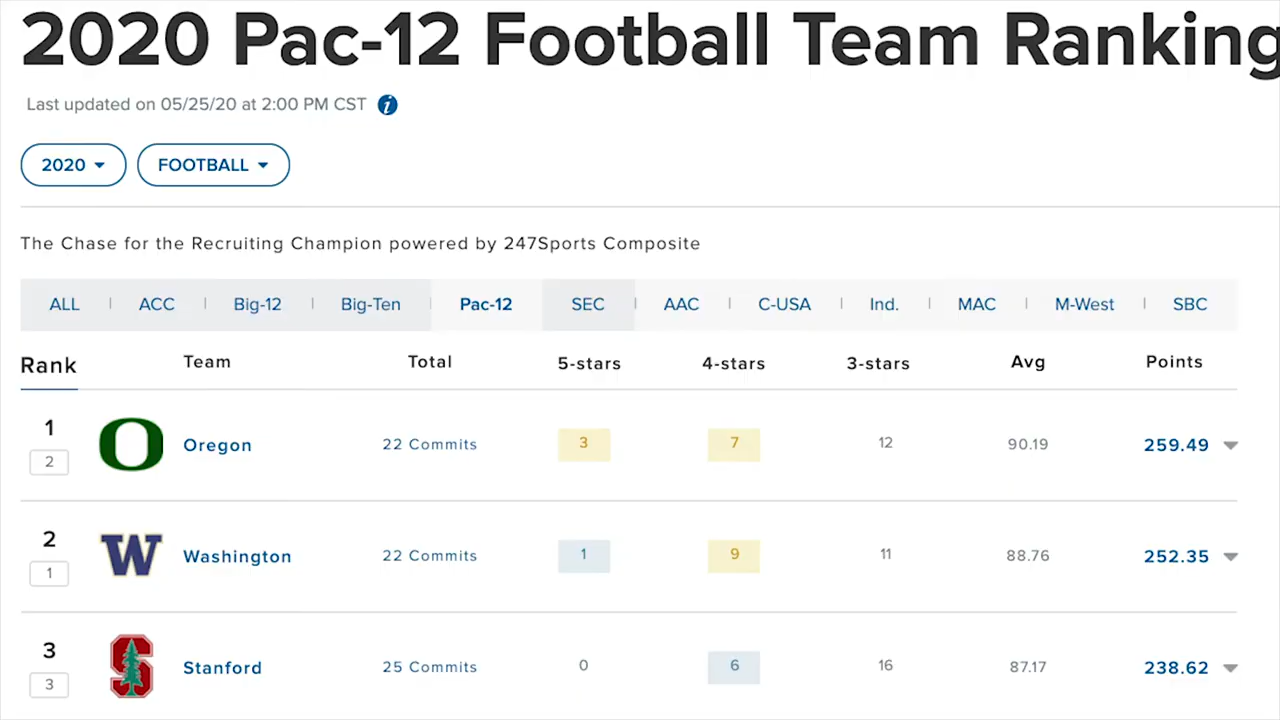 2020 Pac-12 Football Team Ranking
Last updated on 05/25/20 at 2:00 PM CST i
2020 FOOTBALL
The Chase for the Recruiting Champion powered by 247Sports Composite
ALL ACC Big-12 Big-Ten Pac-12 SEC AAC C-USA Ind. MAC M-West SBC
Rank Team Total 5-stars 4-stars 3-stars Avg Points
1 2 O Oregon 22 Commits 3 7 12 90.19 259.49
2 1 W Washington 22 Commits 1 9 11 88.76 252.35
3 3 S Stanford 25 Commits 0 6 16 87.17 238.62